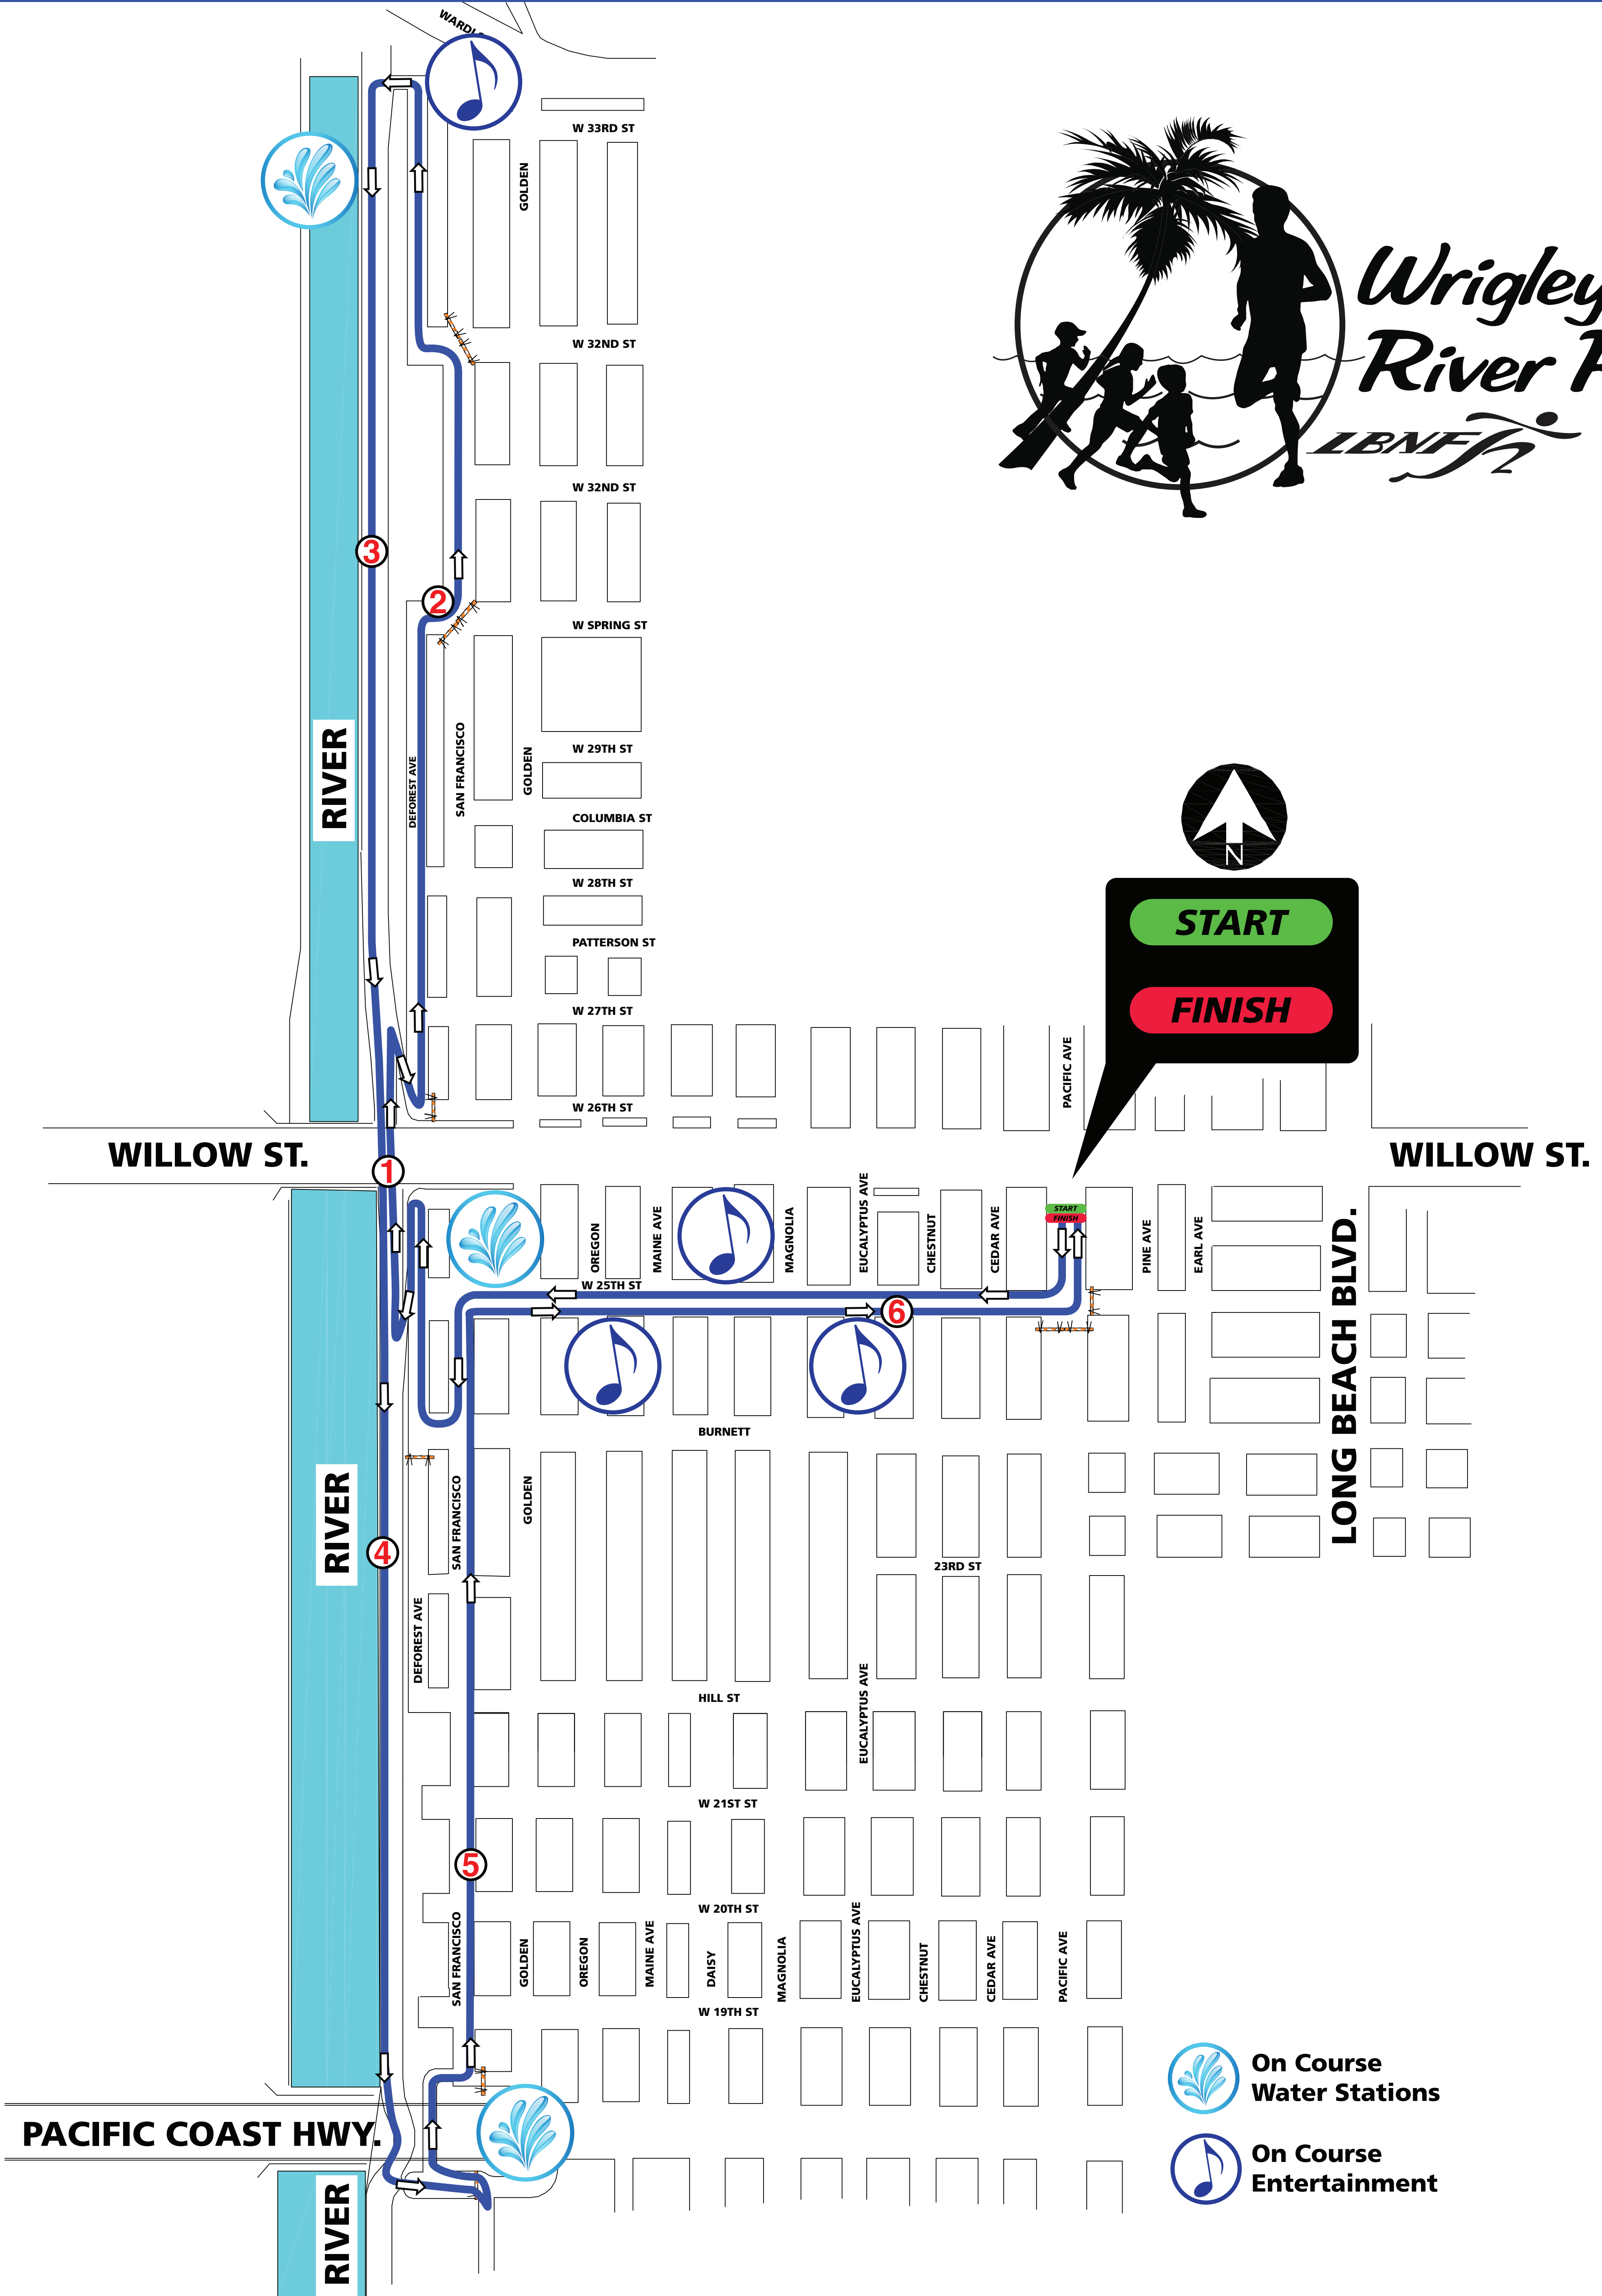 W 33RD ST
GOLDEN
Wrigley
River
LBNF
W 32ND ST
W 32ND ST
3
2
W SPRING ST
RIVER
DEFOREST AVE
SAN FRANCISCO
GOLDEN
W 29TH ST
COLUMBIA ST
W 28TH ST
PATTERSON ST
W 27TH ST
W 26TH ST
N
START
FINISH
PACIFIC AVE
WILLOW ST.
1
WILLOW ST.
OREGON
MAINE AVE
MAGNOLIA
EUCALYPTUS AVE
CHESTNUT
CEDAR AVE
START
FINISH
PINE AVE
EARL AVE
LONG BEACH BLVD.
W 25TH ST
6
BURNETT
RIVER
4
SAN FRANCISCO
GOLDEN
DEFOREST AVE
23RD ST
HILL ST
EUCALYPTUS AVE
W 21ST ST
5
W 20TH ST
SAN FRANCISCO
GOLDEN
OREGON
MAINE AVE
DAISY
MAGNOLIA
EUCALYPTUS AVE
CHESTNUT
CEDAR AVE
PACIFIC AVE
W 19TH ST
PACIFIC COAST HWY.
RIVER
On Course
Water Stations
On Course
Entertainment